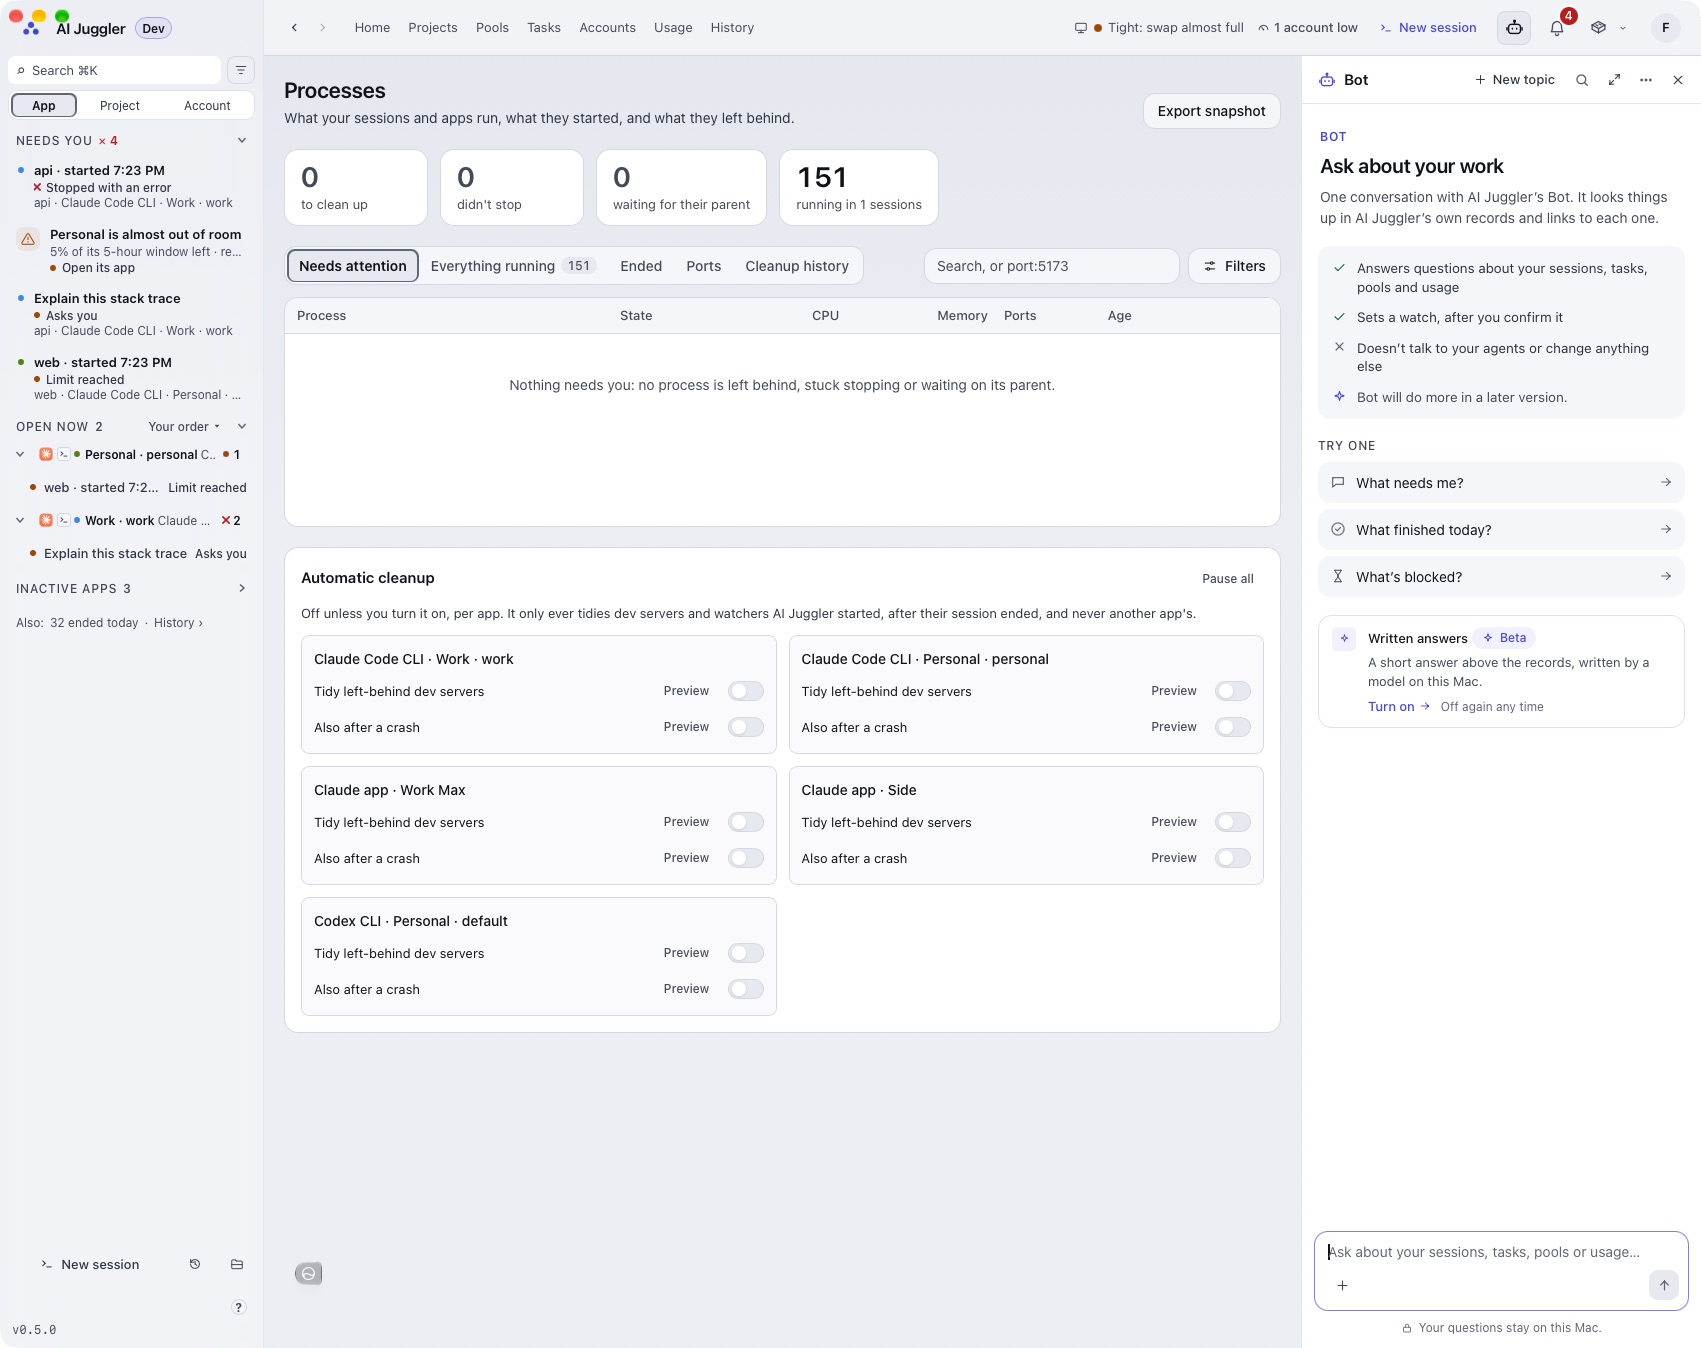 AI Juggler Dev
Search ⌘K
App Project Account
NEEDS YOU × 4
api · started 7:23 PM
Stopped with an error
api · Claude Code CLI · Work · work
Personal is almost out of room
5% of its 5-hour window left · re...
Open its app
Explain this stack trace
Asks you
api · Claude Code CLI · Work · work
web · started 7:23 PM
Limit reached
web · Claude Code CLI · Personal · ...
OPEN NOW 2 Your order
Personal · personal C.. 1
web · started 7:2... Limit reached
Work · work Claude ... 2
Explain this stack trace Asks you
INACTIVE APPS 3
Also: 32 ended today · History ›
New session
?
v0.5.0
Home Projects Pools Tasks Accounts Usage History
Tight: swap almost full 1 account low New session 4 F
Processes
What your sessions and apps run, what they started, and what they left behind.
Export snapshot
0 to clean up
0 didn't stop
0 waiting for their parent
151 running in 1 sessions
Needs attention Everything running 151 Ended Ports Cleanup history
Search, or port:5173 Filters
Process State CPU Memory Ports Age
Nothing needs you: no process is left behind, stuck stopping or waiting on its parent.
Automatic cleanup Pause all
Off unless you turn it on, per app. It only ever tidies dev servers and watchers AI Juggler started, after their session ended, and never another app's.
Claude Code CLI · Work · work
Tidy left-behind dev servers Preview
Also after a crash Preview
Claude Code CLI · Personal · personal
Tidy left-behind dev servers Preview
Also after a crash Preview
Claude app · Work Max
Tidy left-behind dev servers Preview
Also after a crash Preview
Claude app · Side
Tidy left-behind dev servers Preview
Also after a crash Preview
Codex CLI · Personal · default
Tidy left-behind dev servers Preview
Also after a crash Preview
Bot New topic
BOT
Ask about your work
One conversation with AI Juggler's Bot. It looks things
up in AI Juggler's own records and links to each one.
Answers questions about your sessions, tasks,
pools and usage
Sets a watch, after you confirm it
Doesn't talk to your agents or change anything
else
Bot will do more in a later version.
TRY ONE
What needs me?
What finished today?
What's blocked?
Written answers Beta
A short answer above the records, written by a
model on this Mac.
Turn on → Off again any time
Ask about your sessions, tasks, pools or usage...
Your questions stay on this Mac.